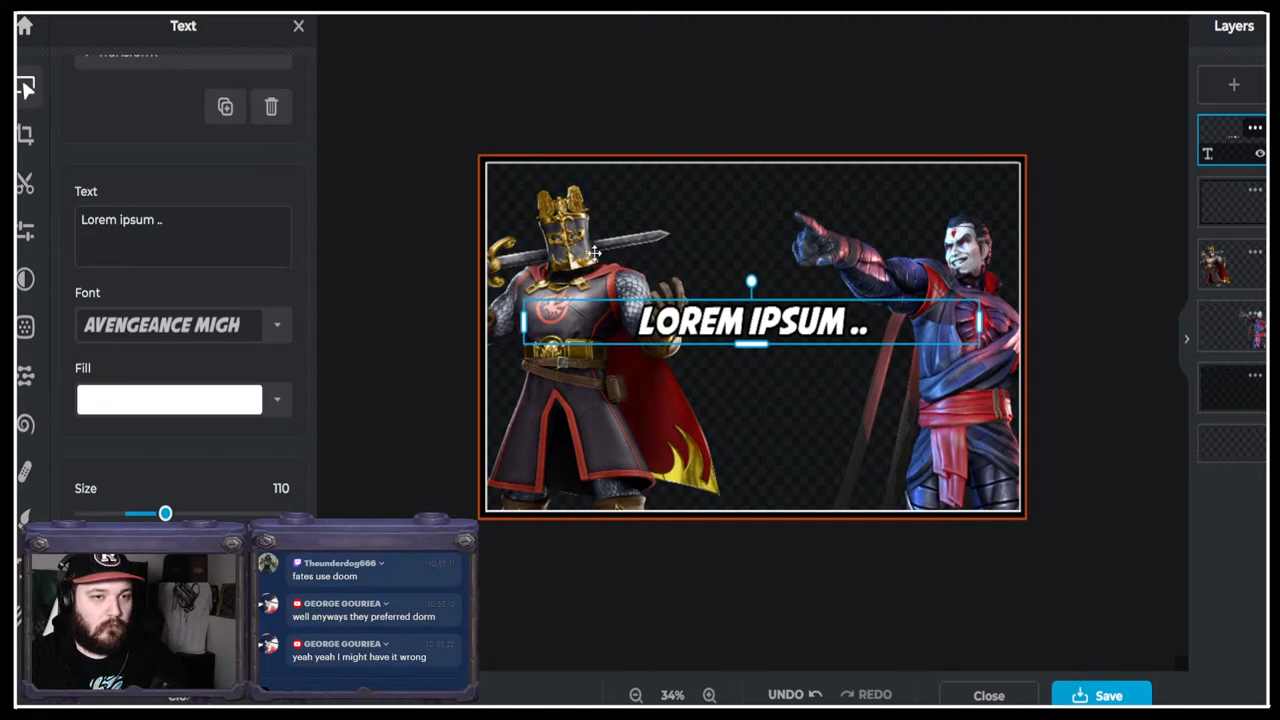 Text
Layers
Text
Lorem ipsum ..
Font
AVENGEANCE MIGH
Fill
Size 110
LOREM IPSUM ..
T.
Theunderdog666
fates use doom
GEORGE GOURIEA
well anyways they preferred dorm
GEORGE GOURIEA
yeah yeah I might have it wrong
34%
UNDO
REDO
Close
Save